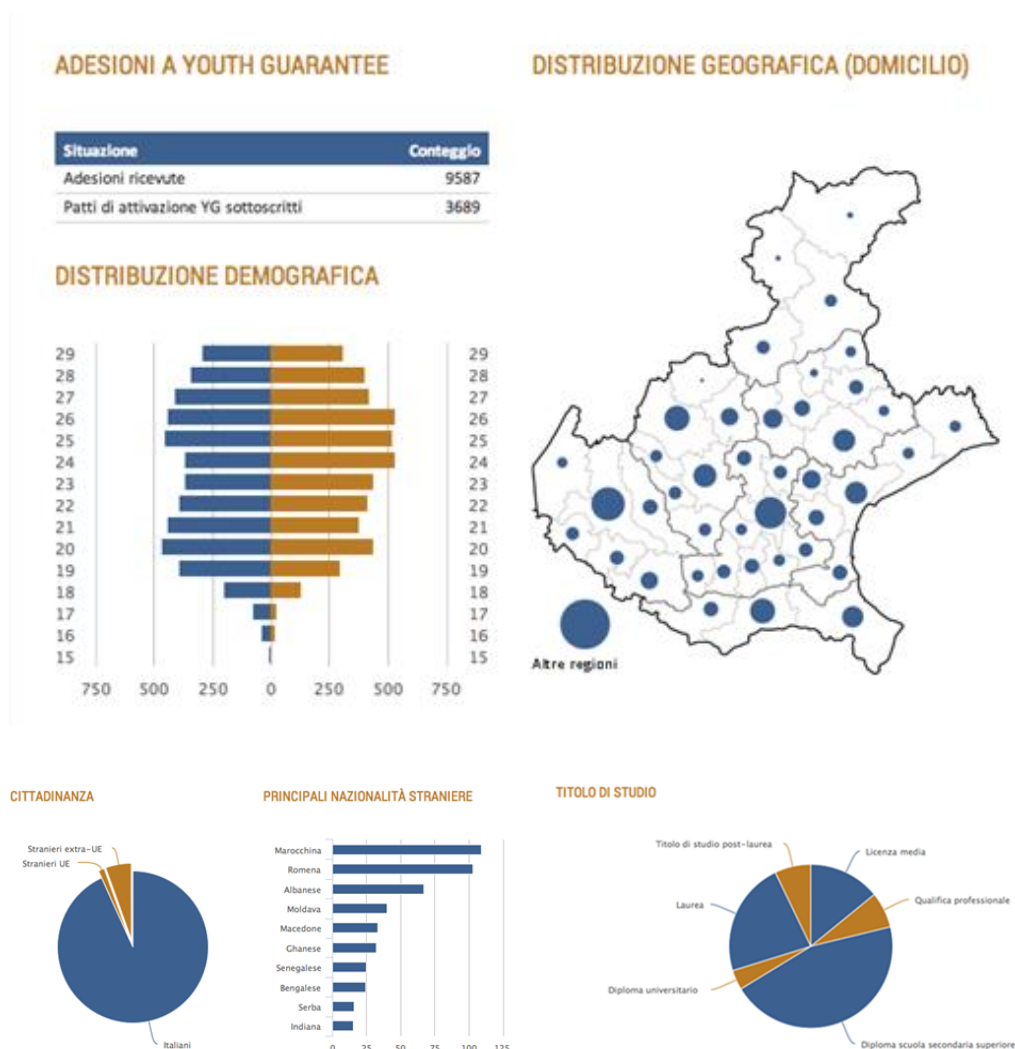 ADESIONI A YOUTH GUARANTEE
Situazione Conteggio
Adesioni ricevute 9587
Patti di attivazione YG sottoscritti 3689
DISTRIBUZIONE DEMOGRAFICA
29 29
28 28
27 27
26 26
25 25
24 24
23 23
22 22
21 21
20 20
19 19
18 18
17 17
16 16
15 15
750 500 250 0 250 500 750
DISTRIBUZIONE GEOGRAFICA (DOMICILIO)
Altre regioni
CITTADINANZA
Stranieri extra-UE
Stranieri UE
Italiani
PRINCIPALI NAZIONALITÀ STRANIERE
Marocchina
Romena
Albanese
Moldava
Macedone
Ghanese
Senegalese
Bengalese
Serba
Indiana
0 25 50 75 100 125
TITOLO DI STUDIO
Titolo di studio post-laurea
Licenza media
Qualifica professionale
Laurea
Diploma universitario
Diploma scuola secondaria superiore